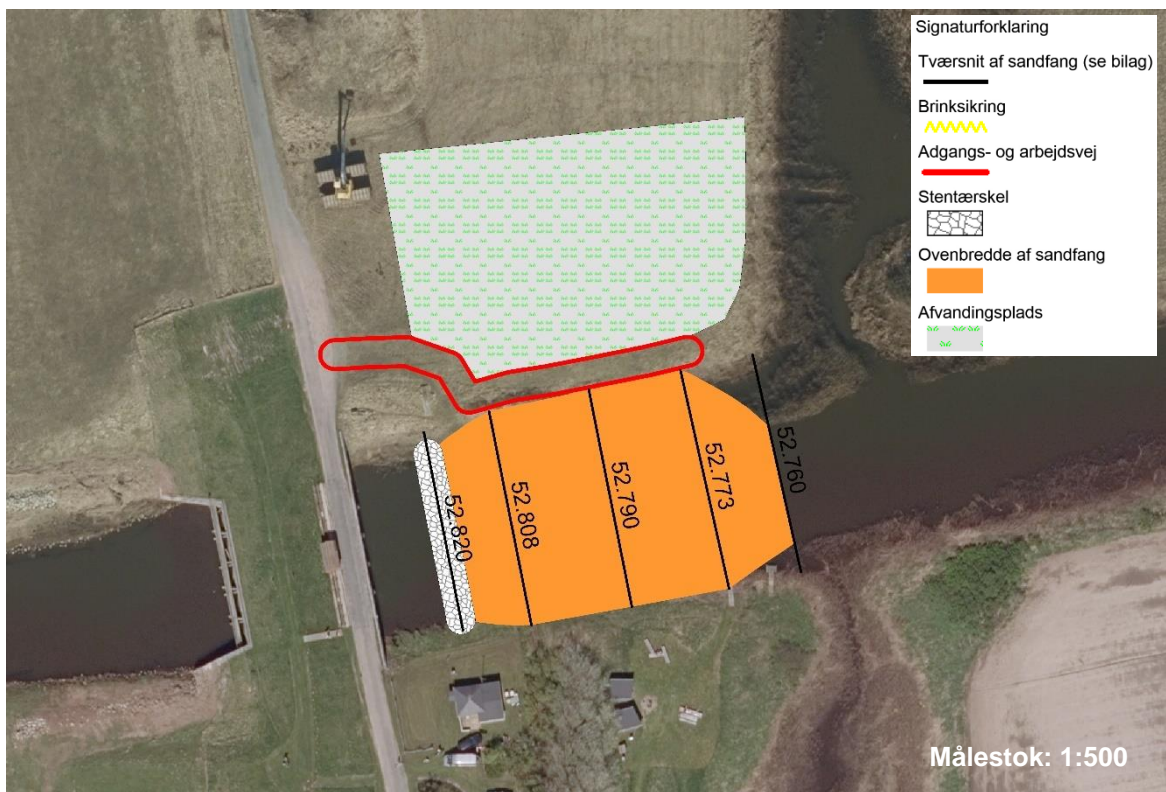 Signaturforklaring
Tværsnit af sandfang (se bilag)
Brinksikring
Adgangs- og arbejdsvej
Stentærskel
Ovenbredde af sandfang
Afvandingsplads
52.820
52.808
52.790
52.773
52.760
Målestok: 1:500